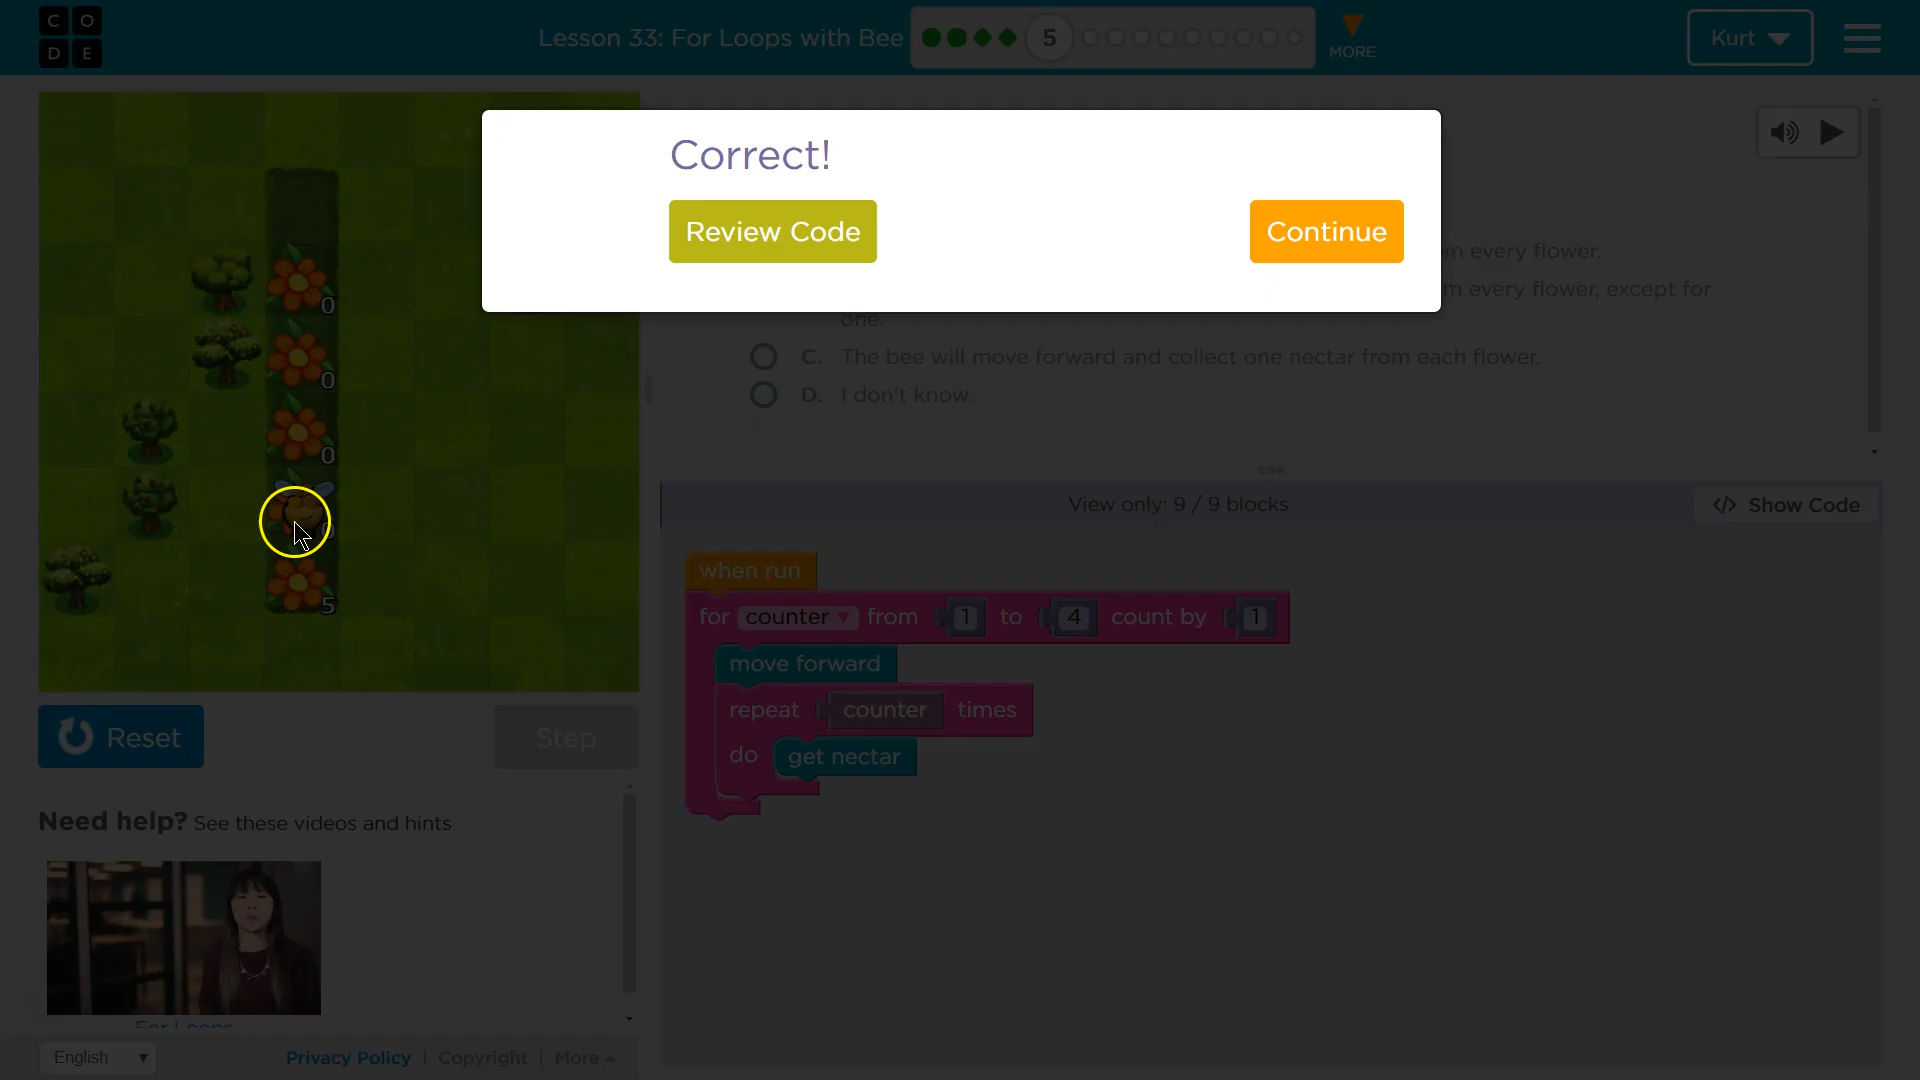 C O
D E
Lesson 33: For Loops with Bee
5
MORE
Kurt
Correct!
Review Code
Continue
m every flower.
m every flower, except for
one.
C. The bee will move forward and collect one nectar from each flower.
D. I don't know.
0
0
0
5
View only: 9 / 9 blocks
</> Show Code
when run
for counter ▼ from 1 to 4 count by 1
move forward
repeat counter times
do get nectar
Reset
Step
Need help? See these videos and hints
For Loops
English ▼
Privacy Policy | Copyright | More